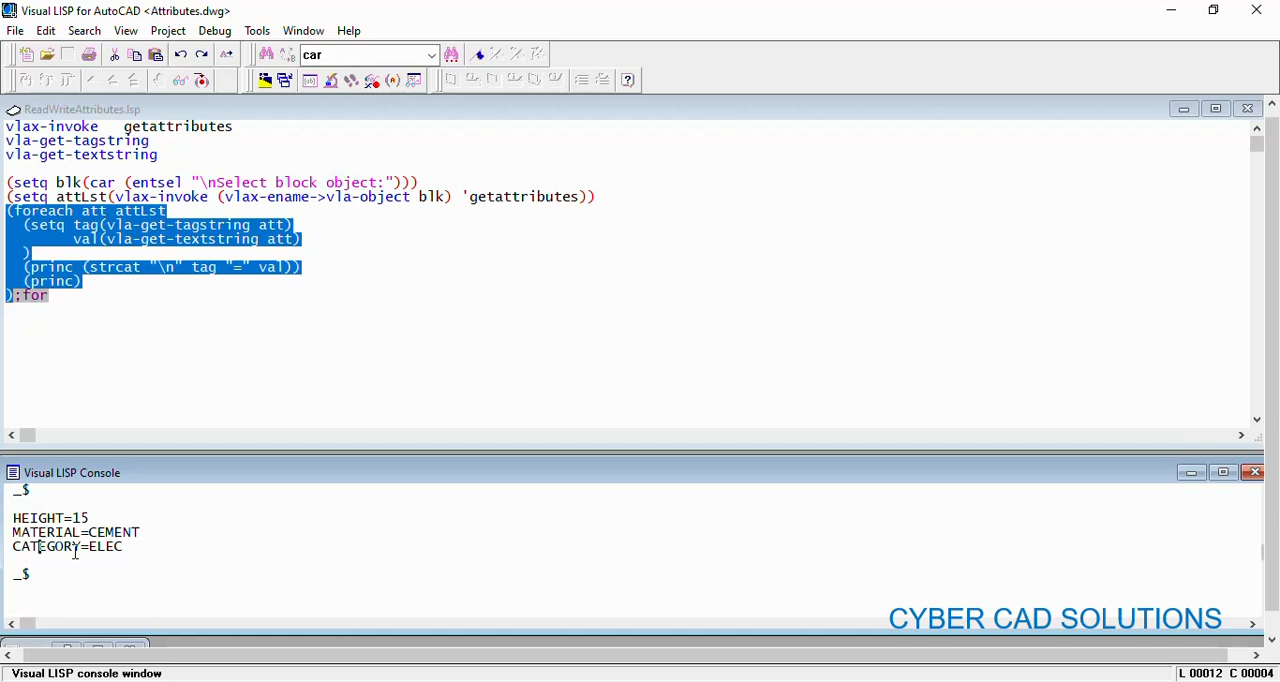 Visual LISP for AutoCAD <Attributes.dwg>
File Edit Search View Project Debug Tools Window Help
car
ReadWriteAttributes.lsp
vlax-invoke   getattributes
vla-get-tagstring
vla-get-textstring
(setq blk(car (entsel "\nSelect block object:")))
(setq attLst(vlax-invoke (vlax-ename->vla-object blk) 'getattributes))
(foreach att attLst
  (setq tag(vla-get-tagstring att)
        val(vla-get-textstring att)
  )
  (princ (strcat "\n" tag "=" val))
  (princ)
);for
Visual LISP Console
_$
HEIGHT=15
MATERIAL=CEMENT
CATEGORY=ELEC
_$
CYBER CAD SOLUTIONS
Visual LISP console window
L 00012 C 00004